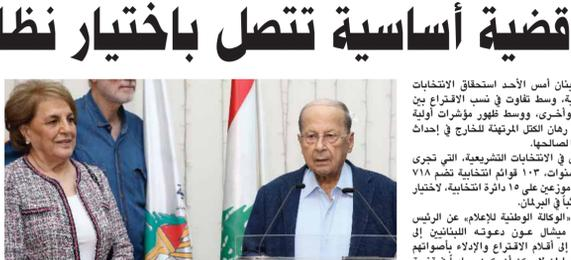 قضية أساسية تتصل باختيار نظا
بنان أمس الأحد استحقاق الانتخابات
ية، وسط تفاوت في نسب الاقتراع بين
وأخرى، ووسط ظهور مؤشرات أولية
رهان الكتل المرتهنة للخارج في إحداث
لصالحها.
في الانتخابات التشريعية، التي تجرى
سنوات، ١٠٣ قوائم انتخابية تضم ٧١٨
موزعين على ١٥ دائرة انتخابية، لاختيار
ئباً في البرلمان.
«الوكالة الوطنية للإعلام» عن الرئيس
ميشال عون دعوته اللبنانيين إلى
إلى أقلام الاقتراع والإدلاء بأصواتهم